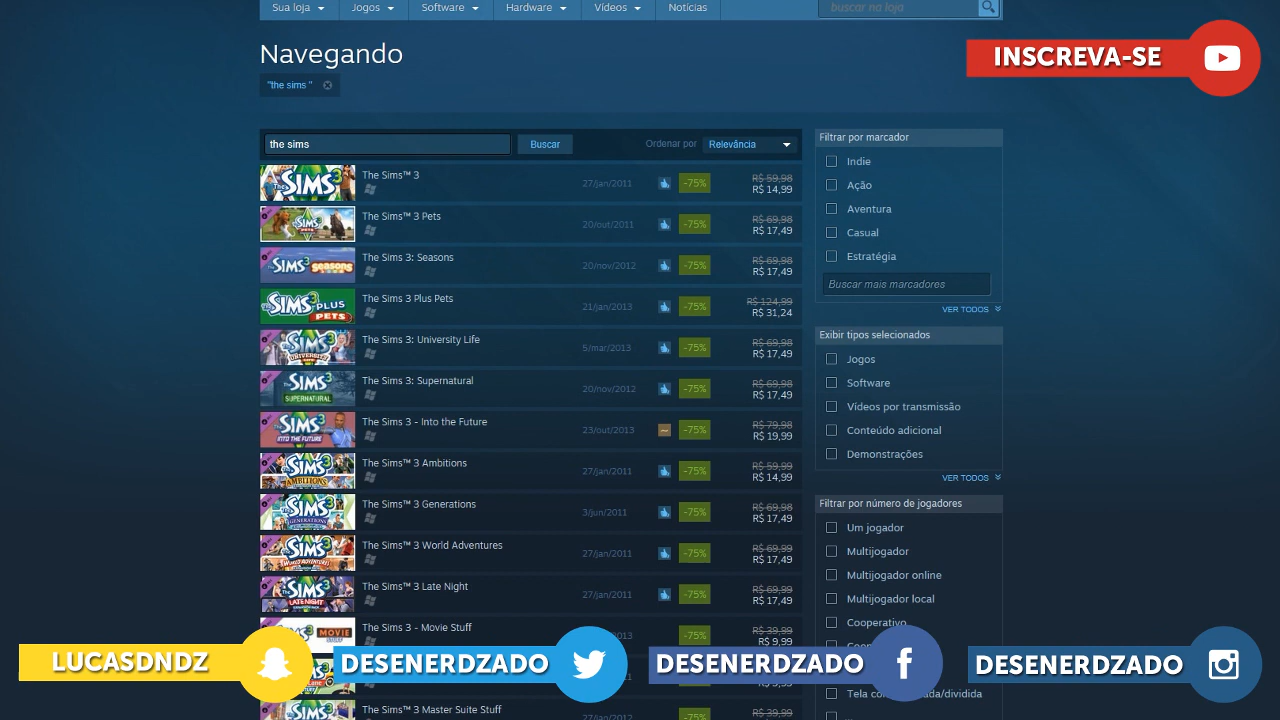 Sua loja
Jogos
Software
Hardware
Vídeos
Notícias
buscar na loja
Navegando
"the sims "
INSCREVA-SE
the sims
Buscar
Ordenar por
Relevância
The Sims™ 3
27/jan/2011
-75%
R$ 59,98
R$ 14,99
The Sims™ 3 Pets
20/out/2011
-75%
R$ 69,98
R$ 17,49
The Sims 3: Seasons
20/nov/2012
-75%
R$ 69,98
R$ 17,49
The Sims 3 Plus Pets
21/jan/2013
-75%
R$ 124,99
R$ 31,24
The Sims 3: University Life
5/mar/2013
-75%
R$ 69,98
R$ 17,49
The Sims 3: Supernatural
20/nov/2012
-75%
R$ 69,98
R$ 17,49
The Sims 3 - Into the Future
23/out/2013
-75%
R$ 79,98
R$ 19,99
The Sims™ 3 Ambitions
27/jan/2011
-75%
R$ 59,99
R$ 14,99
The Sims™ 3 Generations
3/jun/2011
-75%
R$ 69,98
R$ 17,49
The Sims™ 3 World Adventures
27/jan/2011
-75%
R$ 69,99
R$ 17,49
The Sims™ 3 Late Night
27/jan/2011
-75%
R$ 69,99
R$ 17,49
The Sims 3 - Movie Stuff
2013
-75%
R$ 39,99
R$ 9,99
The Sims™ 3 Master Suite Stuff
-75%
R$ 39,99
Filtrar por marcador
Indie
Ação
Aventura
Casual
Estratégia
Buscar mais marcadores
VER TODOS
Exibir tipos selecionados
Jogos
Software
Vídeos por transmissão
Conteúdo adicional
Demonstrações
VER TODOS
Filtrar por número de jogadores
Um jogador
Multijogador
Multijogador online
Multijogador local
Cooperativo
LUCASDNDZ
DESENERDZADO
DESENERDZADO
DESENERDZADO